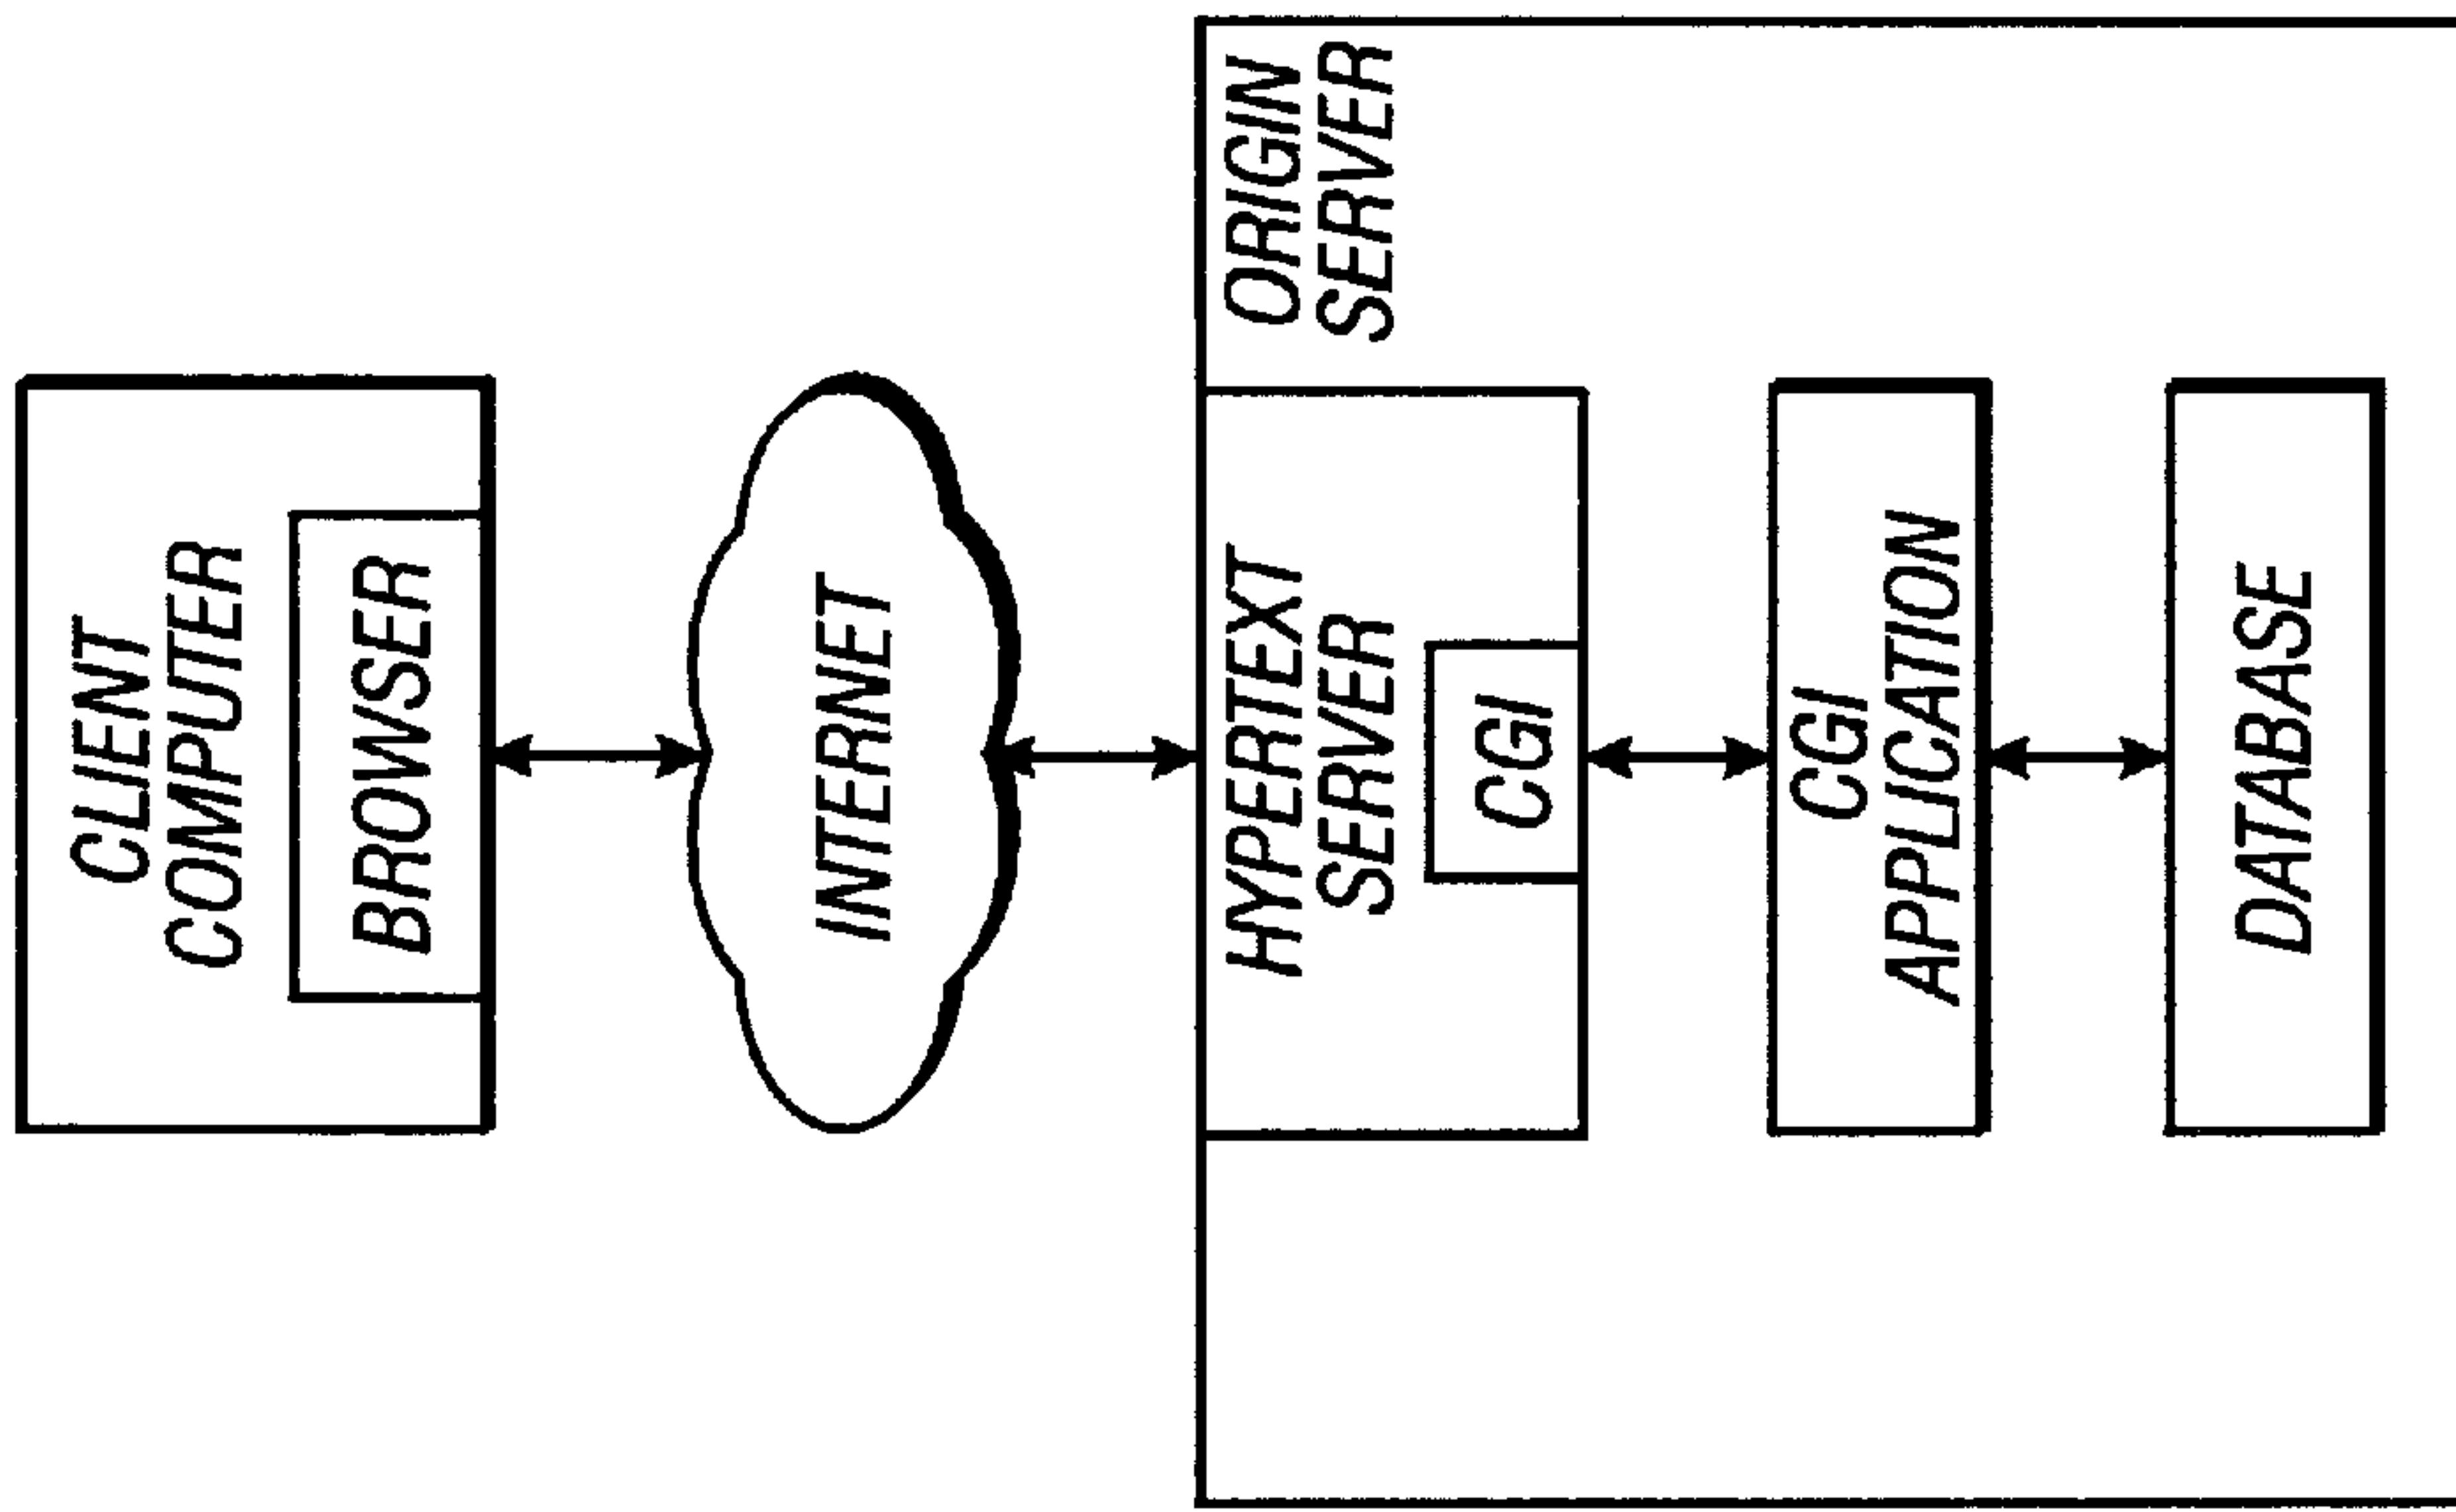 CLIENT
COMPUTER
BROWSER
INTERNET
ORIGIN
SERVER
HYPERTEXT
SERVER
CGI
CGI
APPLICATION
DATABASE